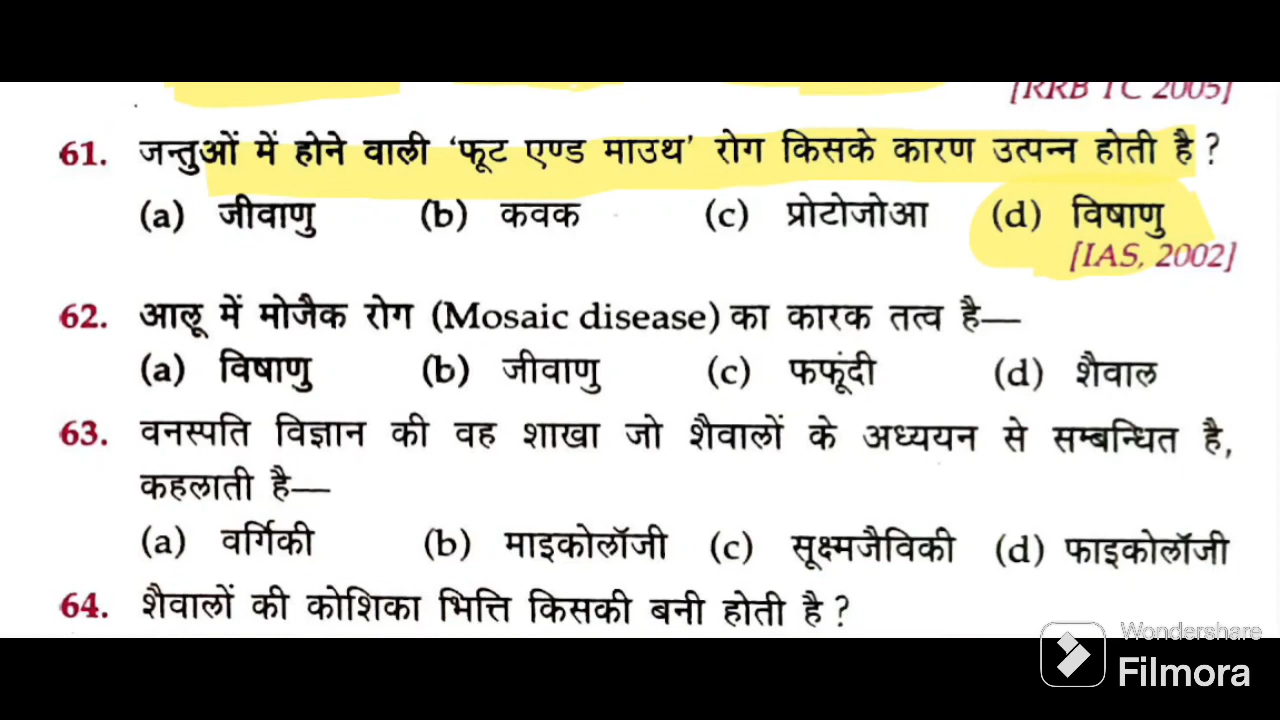 [RRB TC 2005]
61. जन्तुओं में होने वाली 'फूट एण्ड माउथ' रोग किसके कारण उत्पन्न होती है ?
(a) जीवाणु (b) कवक (c) प्रोटोजोआ (d) विषाणु
[IAS, 2002]
62. आलू में मोजैक रोग (Mosaic disease) का कारक तत्व है—
(a) विषाणु (b) जीवाणु (c) फफूंदी (d) शैवाल
63. वनस्पति विज्ञान की वह शाखा जो शैवालों के अध्ययन से सम्बन्धित है,
कहलाती है—
(a) वर्गिकी (b) माइकोलॉजी (c) सूक्ष्मजैविकी (d) फाइकोलॉजी
64. शैवालों की कोशिका भित्ति किसकी बनी होती है ?
Wondershare
Filmora